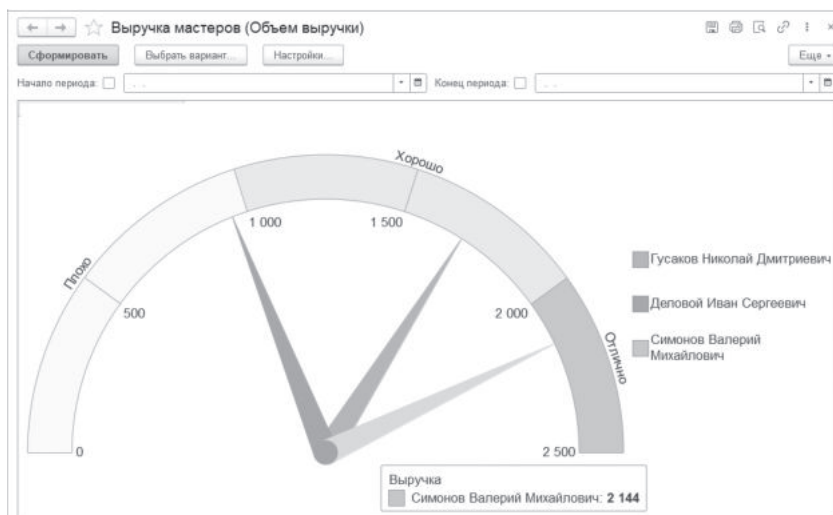 Выручка мастеров (Объем выручки)
Сформировать
Выбрать вариант...
Настройки...
Еще
Начало периода:
. .
Конец периода:
. .
Хорошо
Плохо
1 000
1 500
500
2 000
Отлично
0
2 500
Гусаков Николай Дмитриевич
Деловой Иван Сергеевич
Симонов Валерий
Михайлович
Выручка
Симонов Валерий Михайлович: 2 144